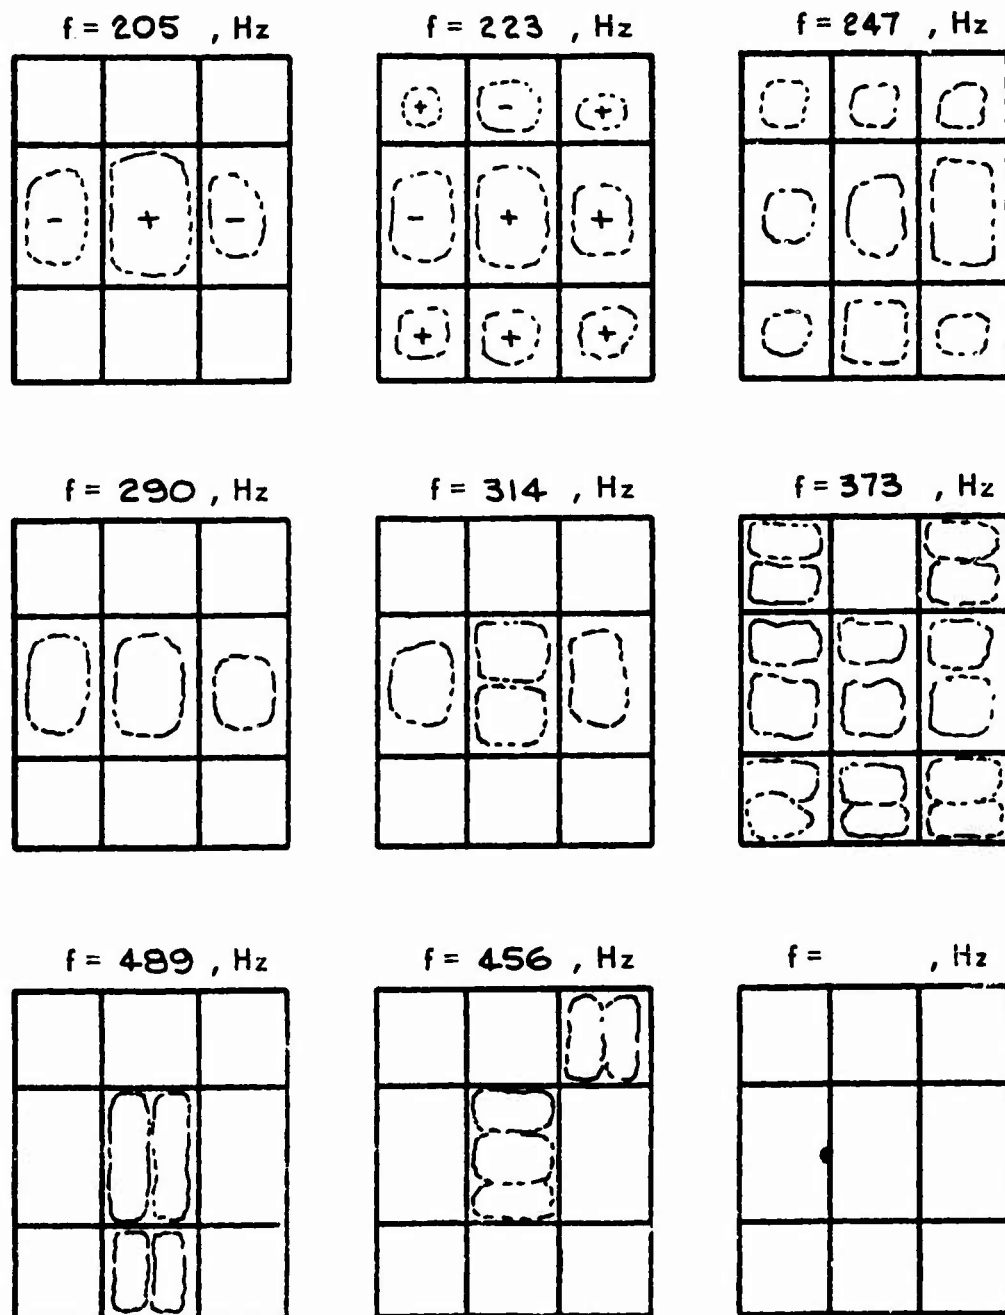 f = 205 , Hz
f = 223 , Hz
f = 247 , Hz
- + -
+ - +
- + +
+ + +
f = 290 , Hz
f = 314 , Hz
f = 373 , Hz
f = 489 , Hz
f = 456 , Hz
f = , Hz